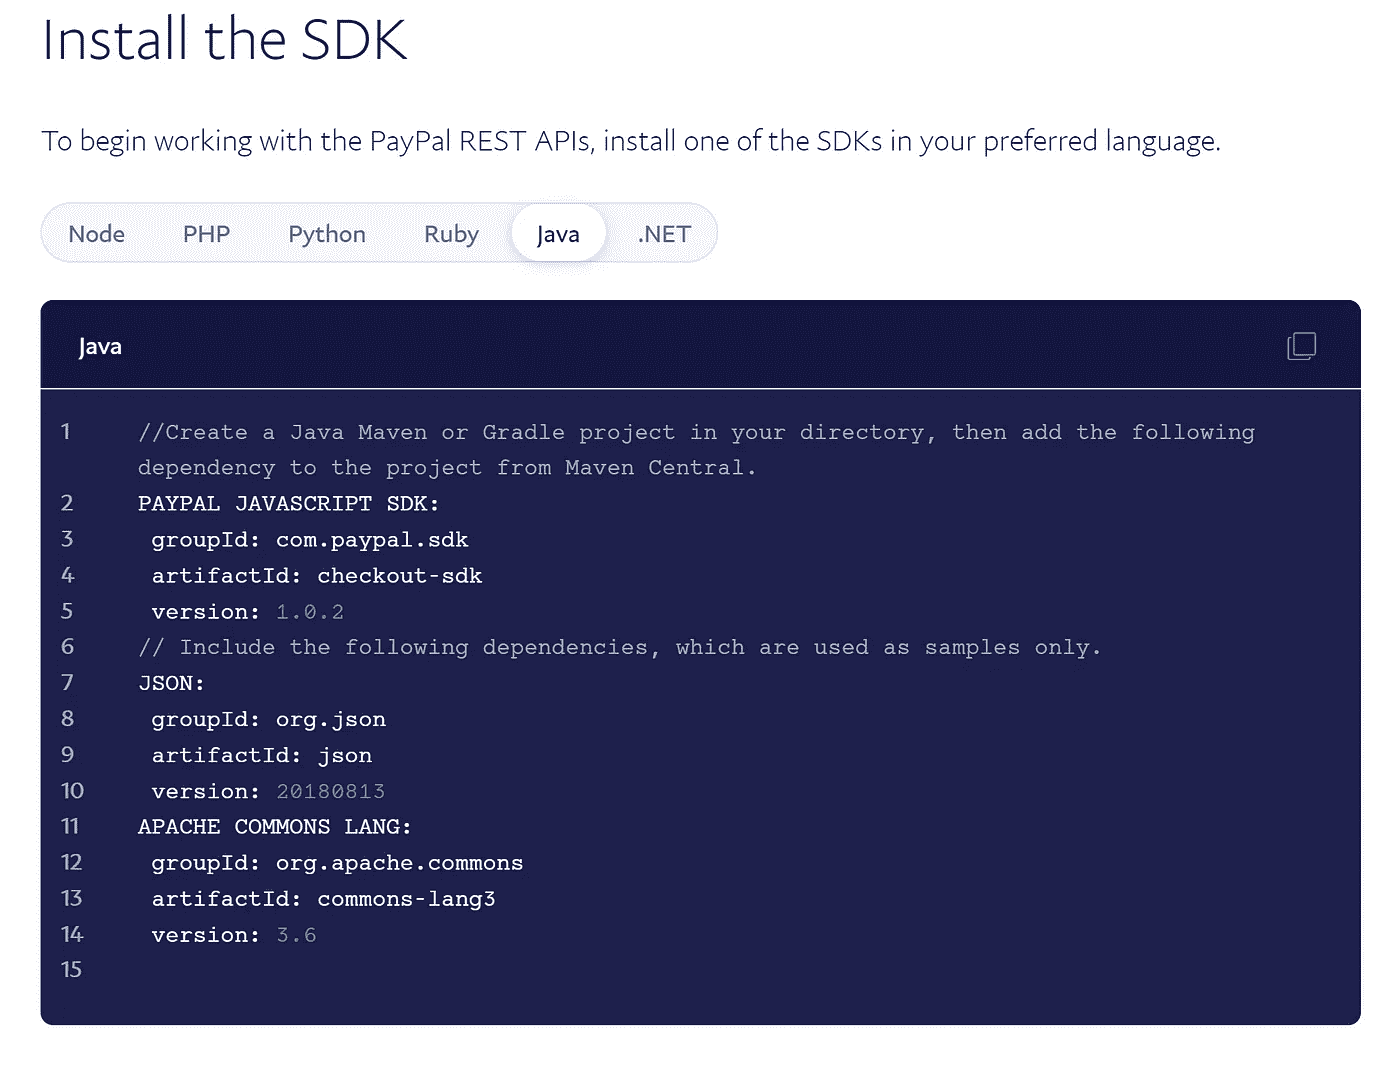 Install the SDK
To begin working with the PayPal REST APIs, install one of the SDKs in your preferred language.
Node PHP Python Ruby Java .NET
Java
1 //Create a Java Maven or Gradle project in your directory, then add the following
dependency to the project from Maven Central.
2 PAYPAL JAVASCRIPT SDK:
3 groupId: com.paypal.sdk
4 artifactId: checkout-sdk
5 version: 1.0.2
6 // Include the following dependencies, which are used as samples only.
7 JSON:
8 groupId: org.json
9 artifactId: json
10 version: 20180813
11 APACHE COMMONS LANG:
12 groupId: org.apache.commons
13 artifactId: commons-lang3
14 version: 3.6
15